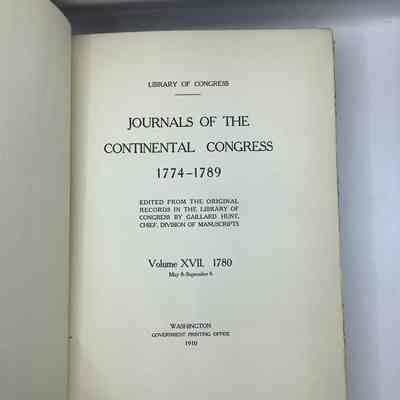 LIBRARY OF CONGRESS
JOURNALS OF THE
CONTINENTAL CONGRESS
1774-1789
EDITED FROM THE ORIGINAL
RECORDS IN THE LIBRARY OF
CONGRESS BY GAILLARD HUNT,
CHIEF, DIVISION OF MANUSCRIPTS
Volume XVII. 1780
May 8-September 6
WASHINGTON
GOVERNMENT PRINTING OFFICE
1910